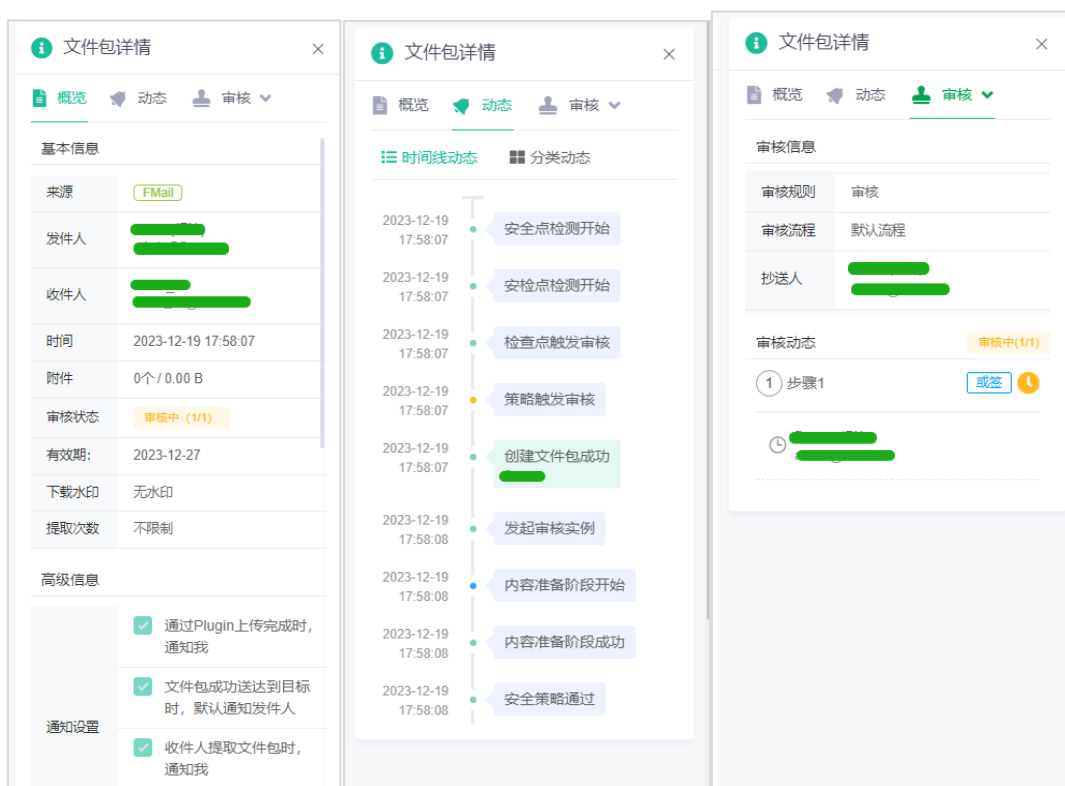 文件包详情
概览 动态 审核
基本信息
来源 FMail
发件人
收件人
时间 2023-12-19 17:58:07
附件 0个 / 0.00 B
审核状态 审核中（1/1）
有效期: 2023-12-27
下载水印 无水印
提取次数 不限制
高级信息
通知设置
通过Plugin上传完成时，
通知我
文件包成功送达到目标
时，默认通知发件人
收件人提取文件包时，
通知我
文件包详情
概览 动态 审核
时间线动态 分类动态
2023-12-19
17:58:07
安全点检测开始
2023-12-19
17:58:07
安检点检测开始
2023-12-19
17:58:07
检查点触发审核
2023-12-19
17:58:07
策略触发审核
2023-12-19
17:58:07
创建文件包成功
2023-12-19
17:58:08
发起审核实例
2023-12-19
17:58:08
内容准备阶段开始
2023-12-19
17:58:08
内容准备阶段成功
2023-12-19
17:58:08
安全策略通过
文件包详情
概览 动态 审核
审核信息
审核规则 审核
审核流程 默认流程
抄送人
审核动态 审核中(1/1)
1 步骤1 或签